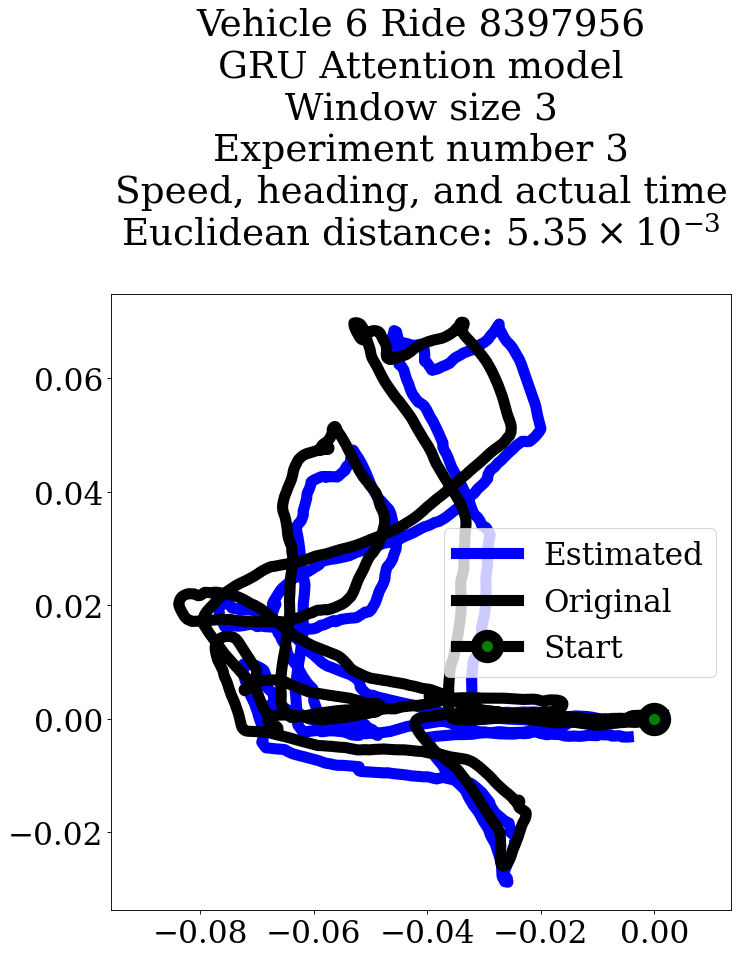 Vehicle 6 Ride 8397956
GRU Attention model
Window size 3
Experiment number 3
Speed, heading, and actual time
Euclidean distance: 5.35 × 10⁻³
0.06
0.04
0.02
0.00
−0.02
Estimated
Original
Start
−0.08 −0.06 −0.04 −0.02 0.00